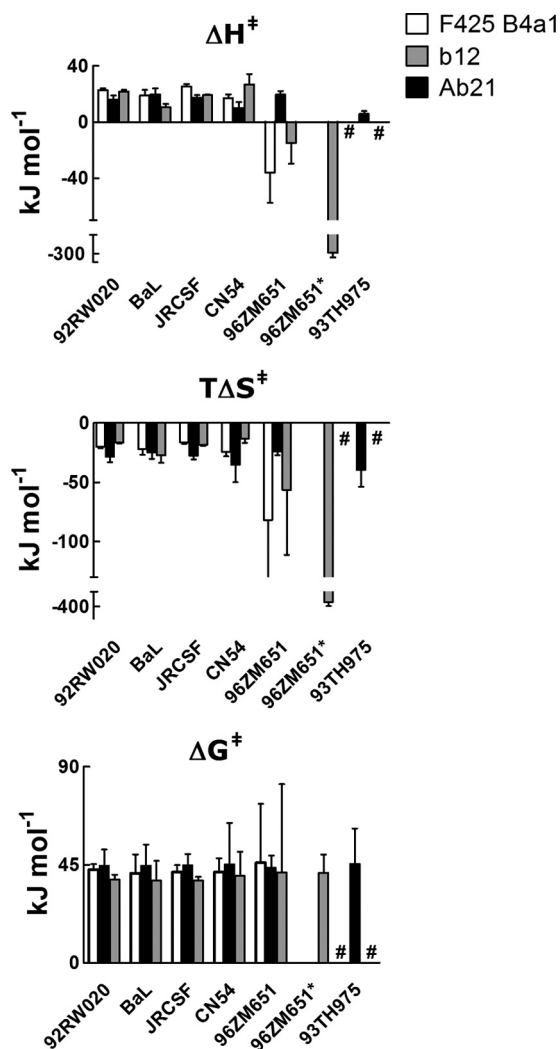 ΔH‡
F425 B4a1
b12
Ab21
kJ mol⁻¹
40
0
-40
-300
# #
92RW020
BaL
JRCSF
CN54
96ZM651
96ZM651*
93TH975
TΔS‡
kJ mol⁻¹
0
-50
-100
-400
# #
92RW020
BaL
JRCSF
CN54
96ZM651
96ZM651*
93TH975
ΔG‡
kJ mol⁻¹
90
45
0
# #
92RW020
BaL
JRCSF
CN54
96ZM651
96ZM651*
93TH975